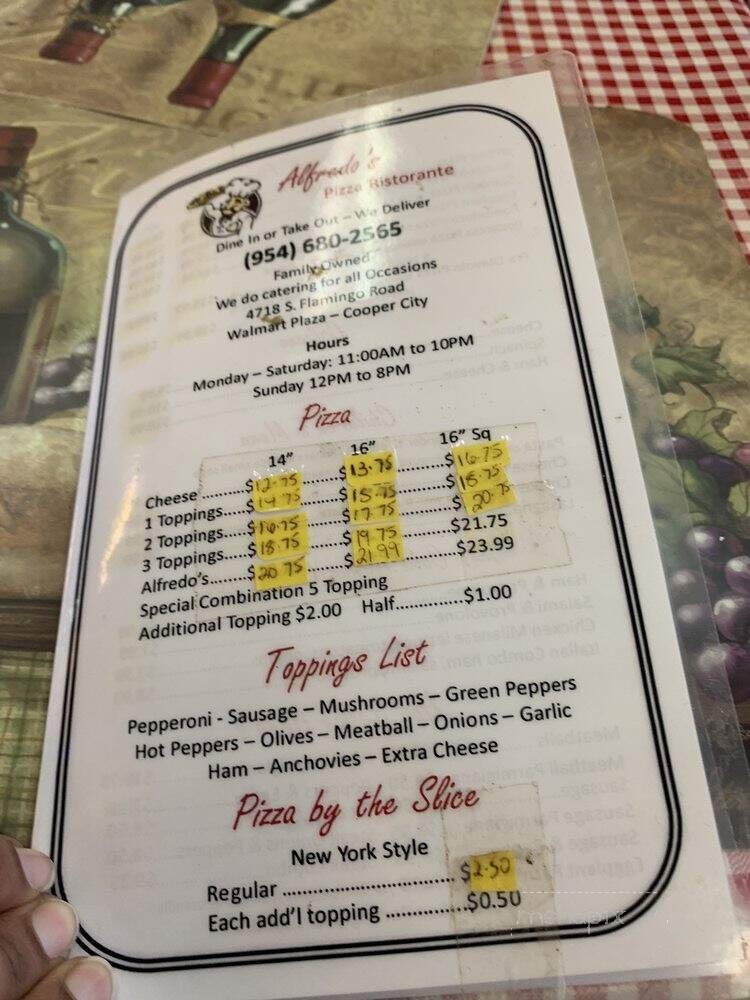 Alfredo's
Pizza Ristorante
Dine In or Take Out – We Deliver
(954) 680-2565
Family Owned
We do catering for all Occasions
4718 S. Flamingo Road
Walmart Plaza – Cooper City
Hours
Monday – Saturday: 11:00AM to 10PM
Sunday 12PM to 8PM
Pizza
14" 16" 16" Sq
Cheese.........$12.75........$13.75.........$16.75
1 Toppings....$14.75.......$15.75..........$18.75
2 Toppings....$16.75.......$17.75..........$20.75
3 Toppings....$18.75.......$19.75..........$21.75
Alfredo's.......$20.75.......$21.99..........$23.99
Special Combination 5 Topping
Additional Topping $2.00 Half.............$1.00
Toppings List
Pepperoni - Sausage – Mushrooms – Green Peppers
Hot Peppers – Olives – Meatball – Onions – Garlic
Ham – Anchovies – Extra Cheese
Pizza by the Slice
New York Style
Regular ............................. $2.50
Each add'l topping ..............$0.50